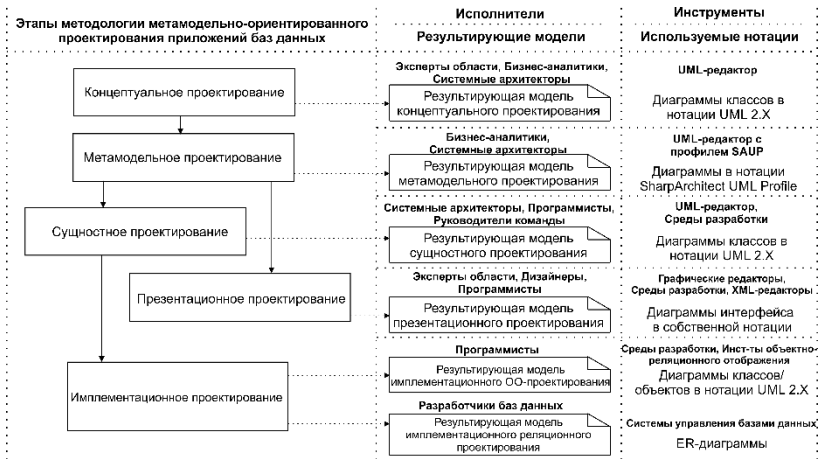 Этапы методологии метамодельно-ориентированного
проектирования приложений баз данных
Исполнители
Результирующие модели
Инструменты
Используемые нотации
Концептуальное проектирование
Эксперты области, Бизнес-аналитики,
Системные архитекторы
Результирующая модель
концептуального проектирования
UML-редактор
Диаграммы классов в
нотации UML 2.X
Метамодельное проектирование
Бизнес-аналитики,
Системные архитекторы
Результирующая модель
метамодельного проектирования
UML-редактор с
профилем SAUP
Диаграммы в нотации
SharpArchitect UML Profile
Сущностное проектирование
Системные архитекторы, Программисты,
Руководители команды
Результирующая модель
сущностного проектирования
UML-редактор,
Среды разработки
Диаграммы классов в
нотации UML 2.X
Презентационное проектирование
Эксперты области, Дизайнеры,
Программисты
Результирующая модель
презентационного проектирования
Графические редакторы,
Среды разработки, XML-редакторы
Диаграммы интерфейса
в собственной нотации
Имплементационное проектирование
Программисты
Результирующая модель
имплементационного ОО-проектирования
Среды разработки, Инст-ты объектно-
реляционного отображения
Диаграммы классов/
объектов в нотации UML 2.X
Разработчики баз данных
Результирующая модель
имплементационного реляционного
проектирования
Системы управления базами данных
ER-диаграммы